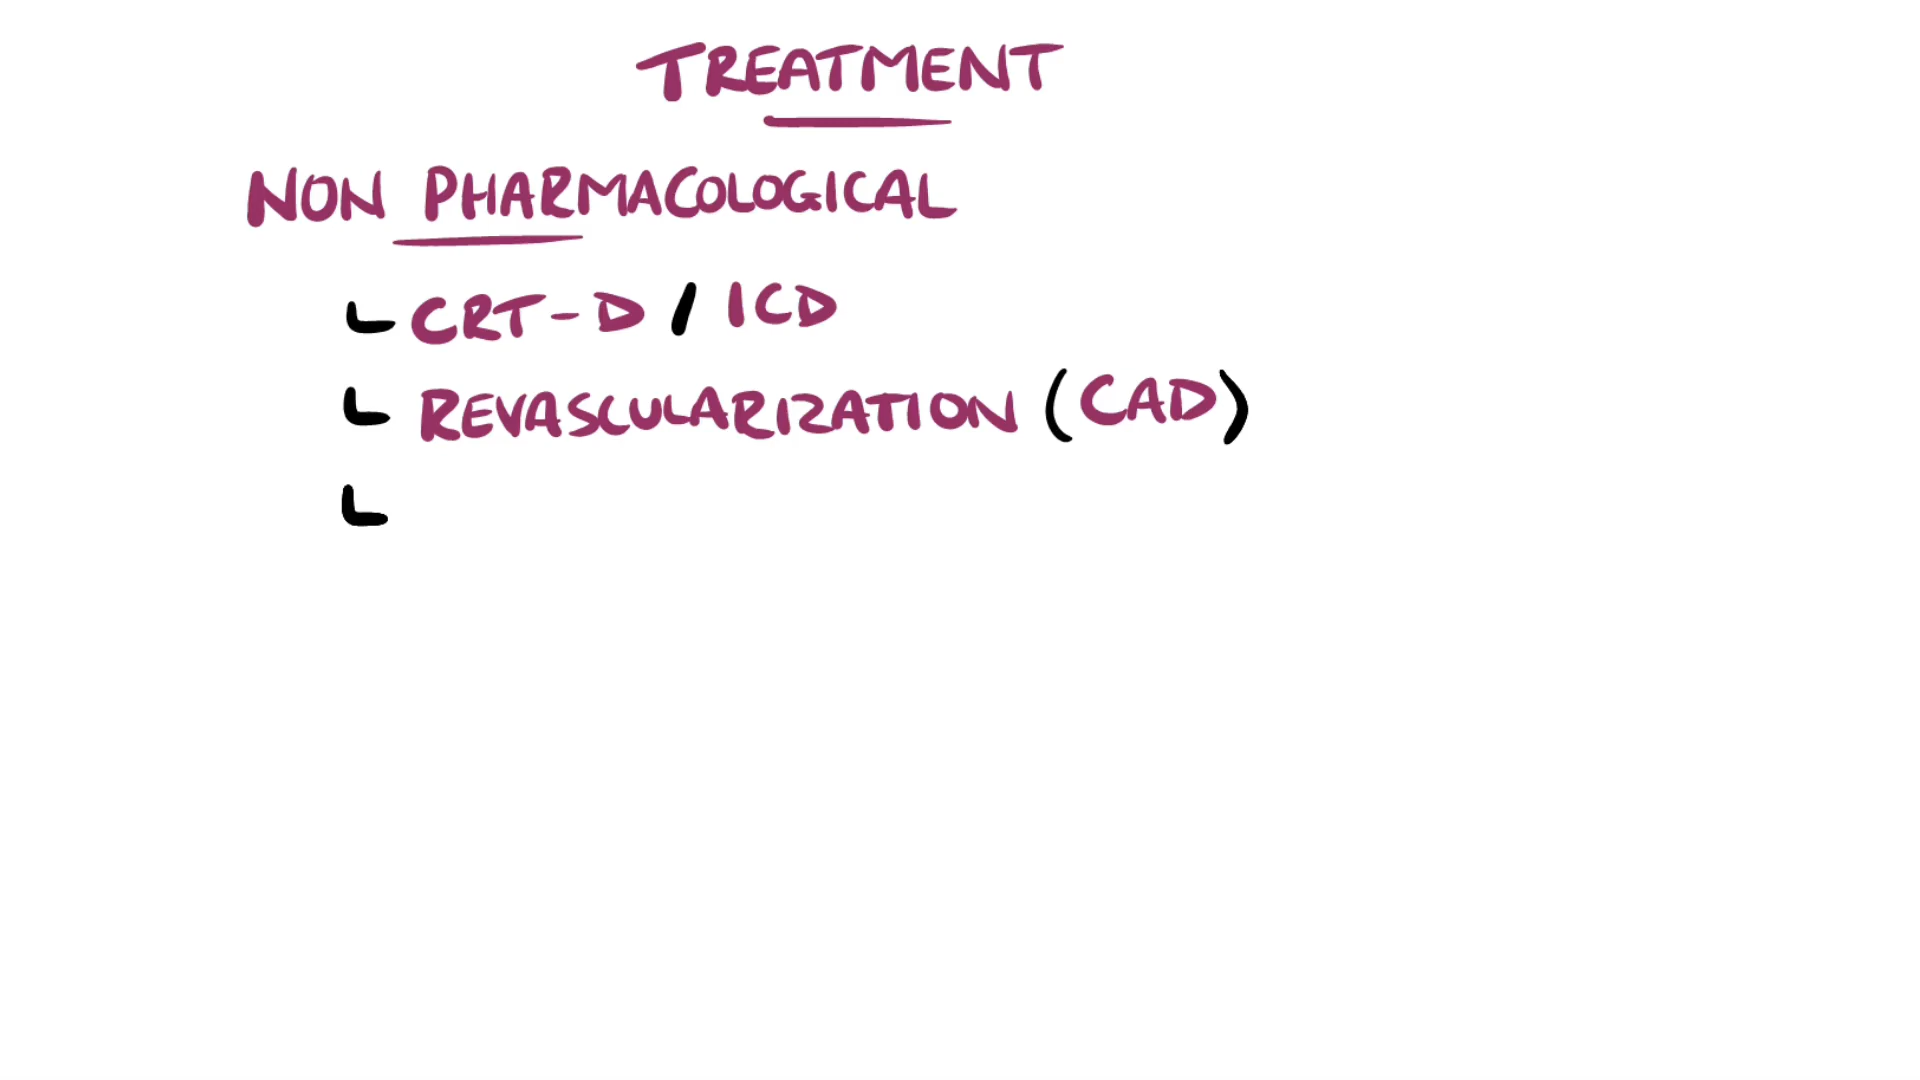 TREATMENT
NON PHARMACOLOGICAL
CRT-D / ICD
REVASCULARIZATION (CAD)